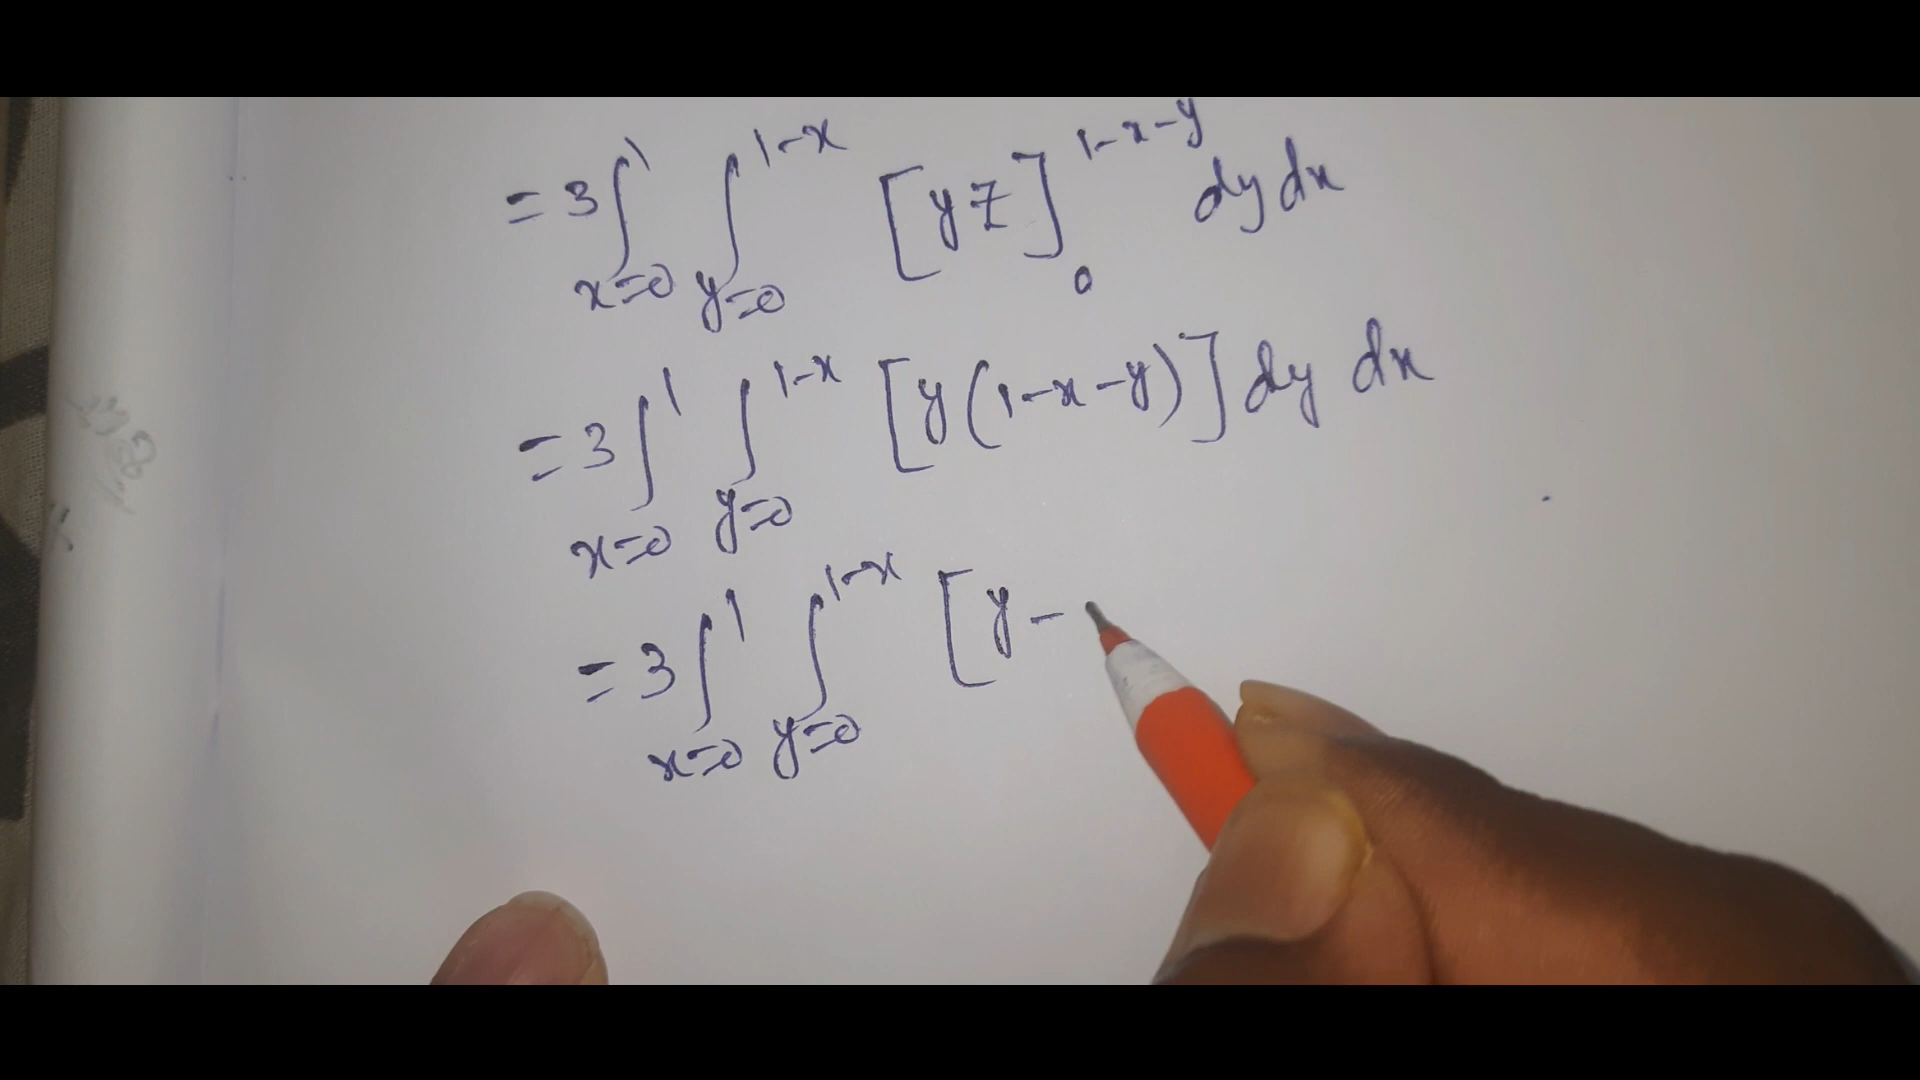 = 3 ∫_{x=0}^{1} ∫_{y=0}^{1-x} [yz]_{0}^{1-x-y} dy dx
= 3 ∫_{x=0}^{1} ∫_{y=0}^{1-x} [y(1-x-y)] dy dx
= 3 ∫_{x=0}^{1} ∫_{y=0}^{1-x} [y -